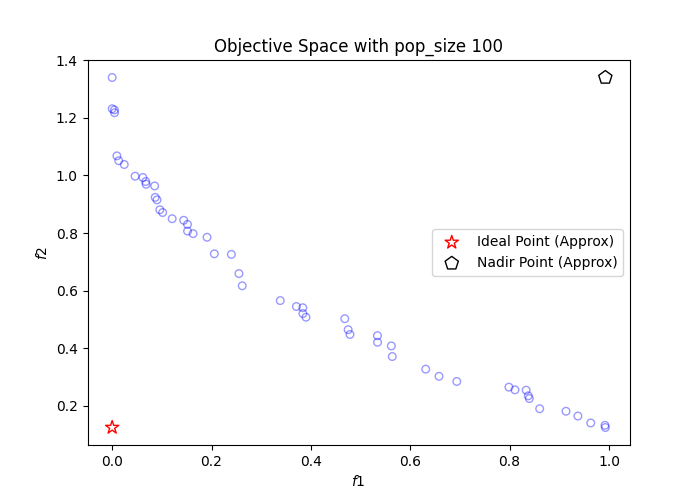 Objective Space with pop_size 100
1.4
1.2
1.0
0.8
0.6
0.4
0.2
f2
Ideal Point (Approx)
Nadir Point (Approx)
0.0
0.2
0.4
0.6
0.8
1.0
f1